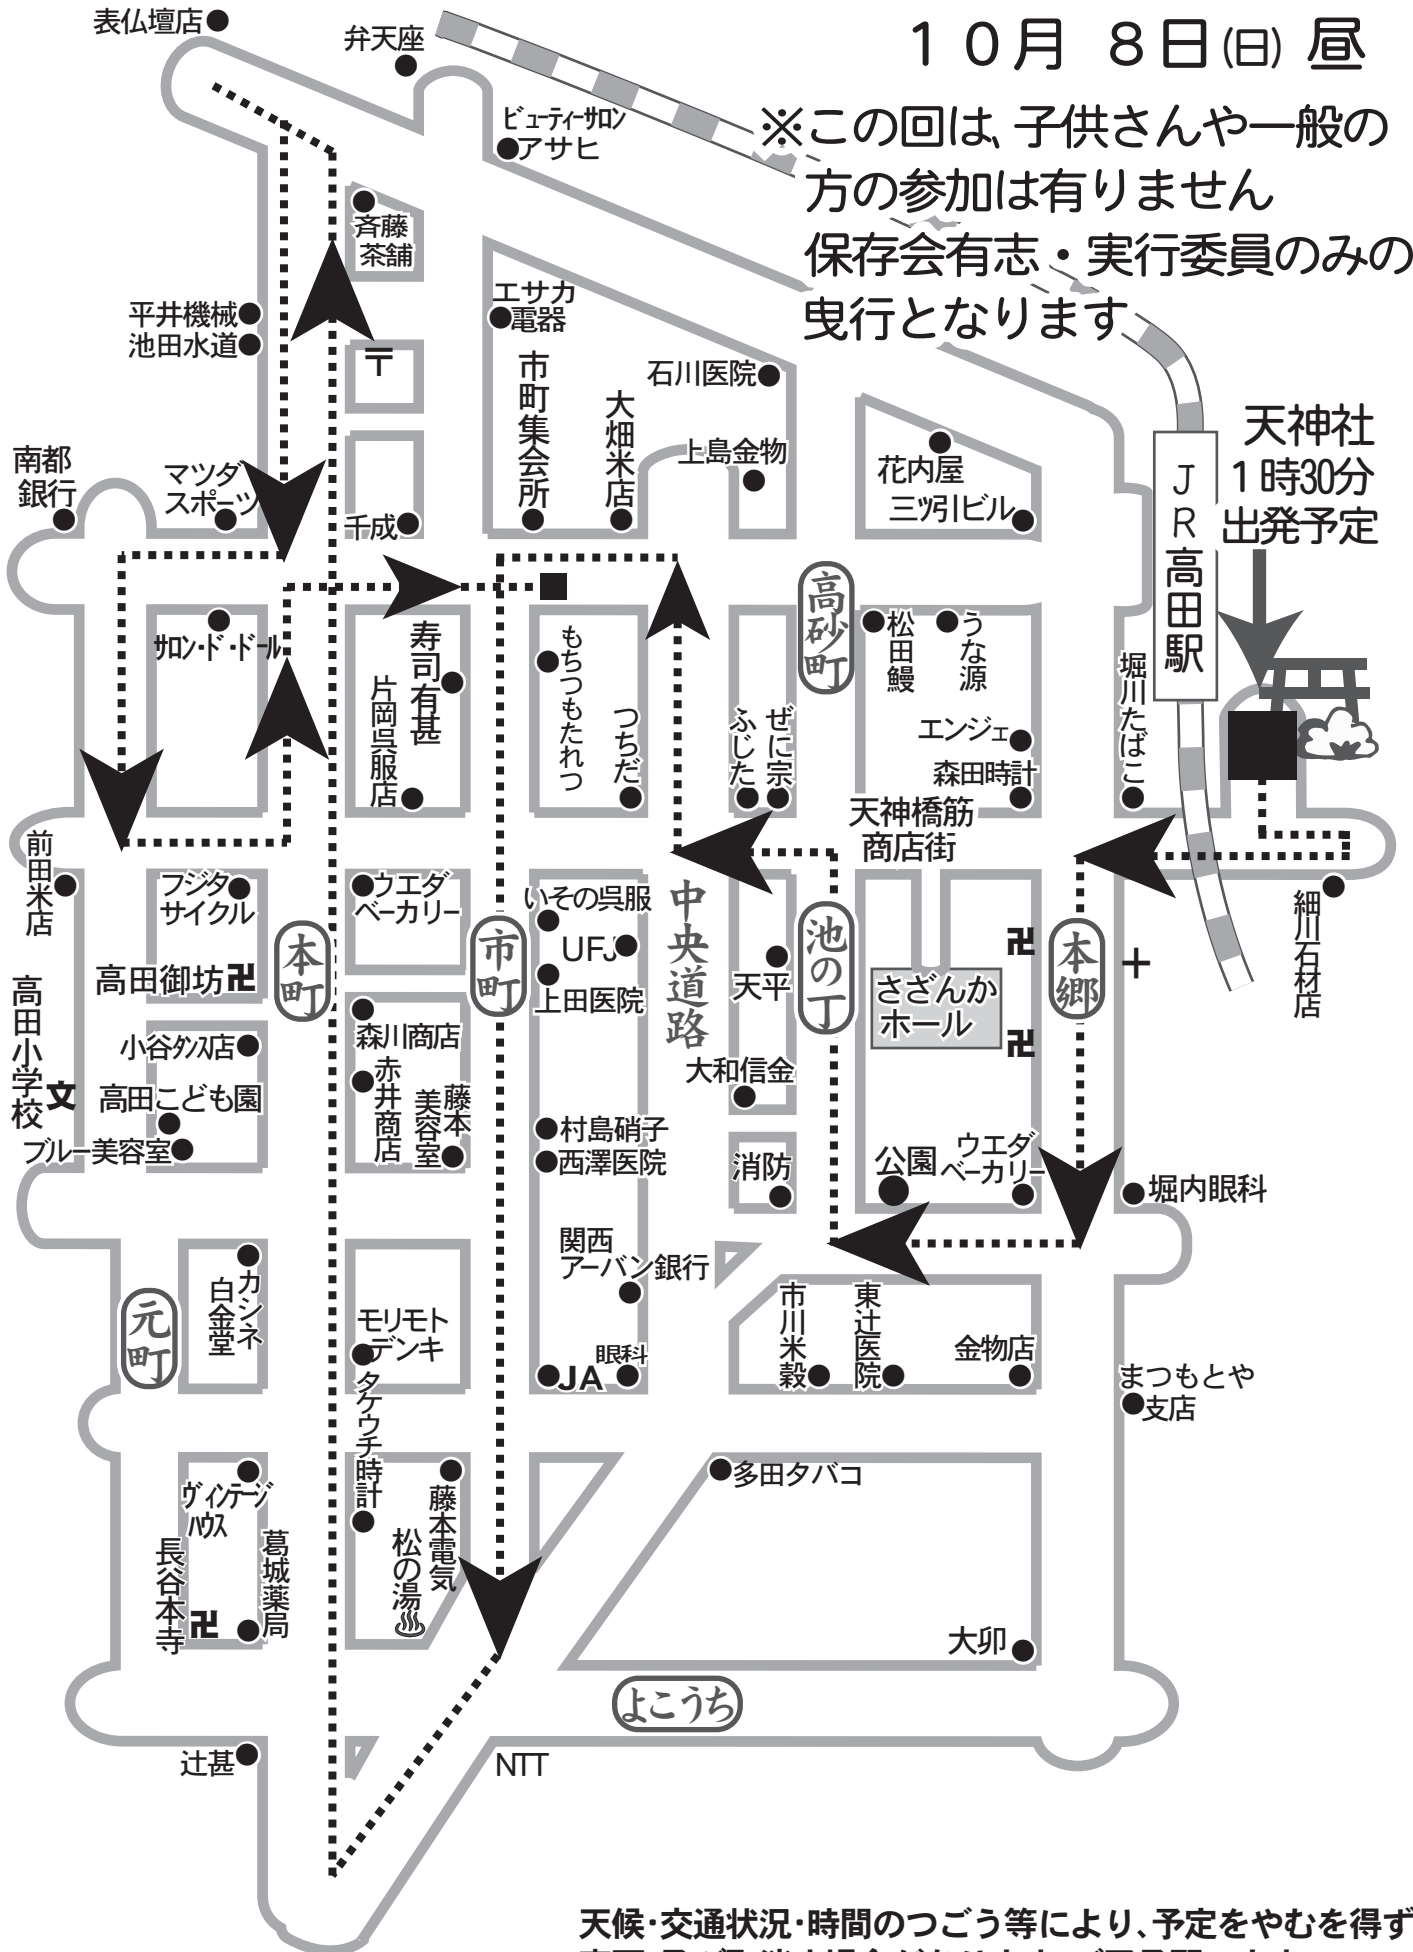 １０月　８日(日) 昼
※この回は、子供さんや一般の
方の参加は有りません
保存会有志・実行委員のみの
曳行となります
表仏壇店
弁天座
ビューティーサロン
アサヒ
斉藤
茶舗
エサカ
電器
平井機械
池田水道
〒
市町集会所
大畑米店
石川医院
上島金物
花内屋
三ツ引ビル
JR高田駅
天神社
１時30分
出発予定
南都
銀行
マツダ
スポーツ
千成
高砂町
サロン・ド・ドール
寿司有甚
片岡呉服店
もちつもたれつ
つちだ
ふじた
ぜに宗
松田鰻
うな源
エンジェ
森田時計
堀川たばこ
天神橋筋
商店街
前田米店
フジタ
サイクル
ウエダ
ベーカリー
いその呉服
UFJ
上田医院
中央道路
天平
池の丁
さざんか
ホール
卍
卍
本郷
＋
細川石材店
本町
市町
高田御坊卍
高田小学校
文
小谷タンス店
高田こども園
ブルー美容室
森川商店
赤井商店
藤本
美容室
大和信金
村島硝子
西澤医院
消防
公園
ウエダ
ベーカリー
堀内眼科
関西
アーバン銀行
元町
カシネ
白金堂
モリモト
デンキ
タケウチ時計
眼科
JA
市川米穀
東辻医院
金物店
まつもとや
支店
多田タバコ
ヴィンテージ
ハウス
葛城薬局
長谷本寺
卍
藤本電気
松の湯♨
大卯
よこうち
辻甚
NTT
天候・交通状況・時間のつごう等により、予定をやむを得ず